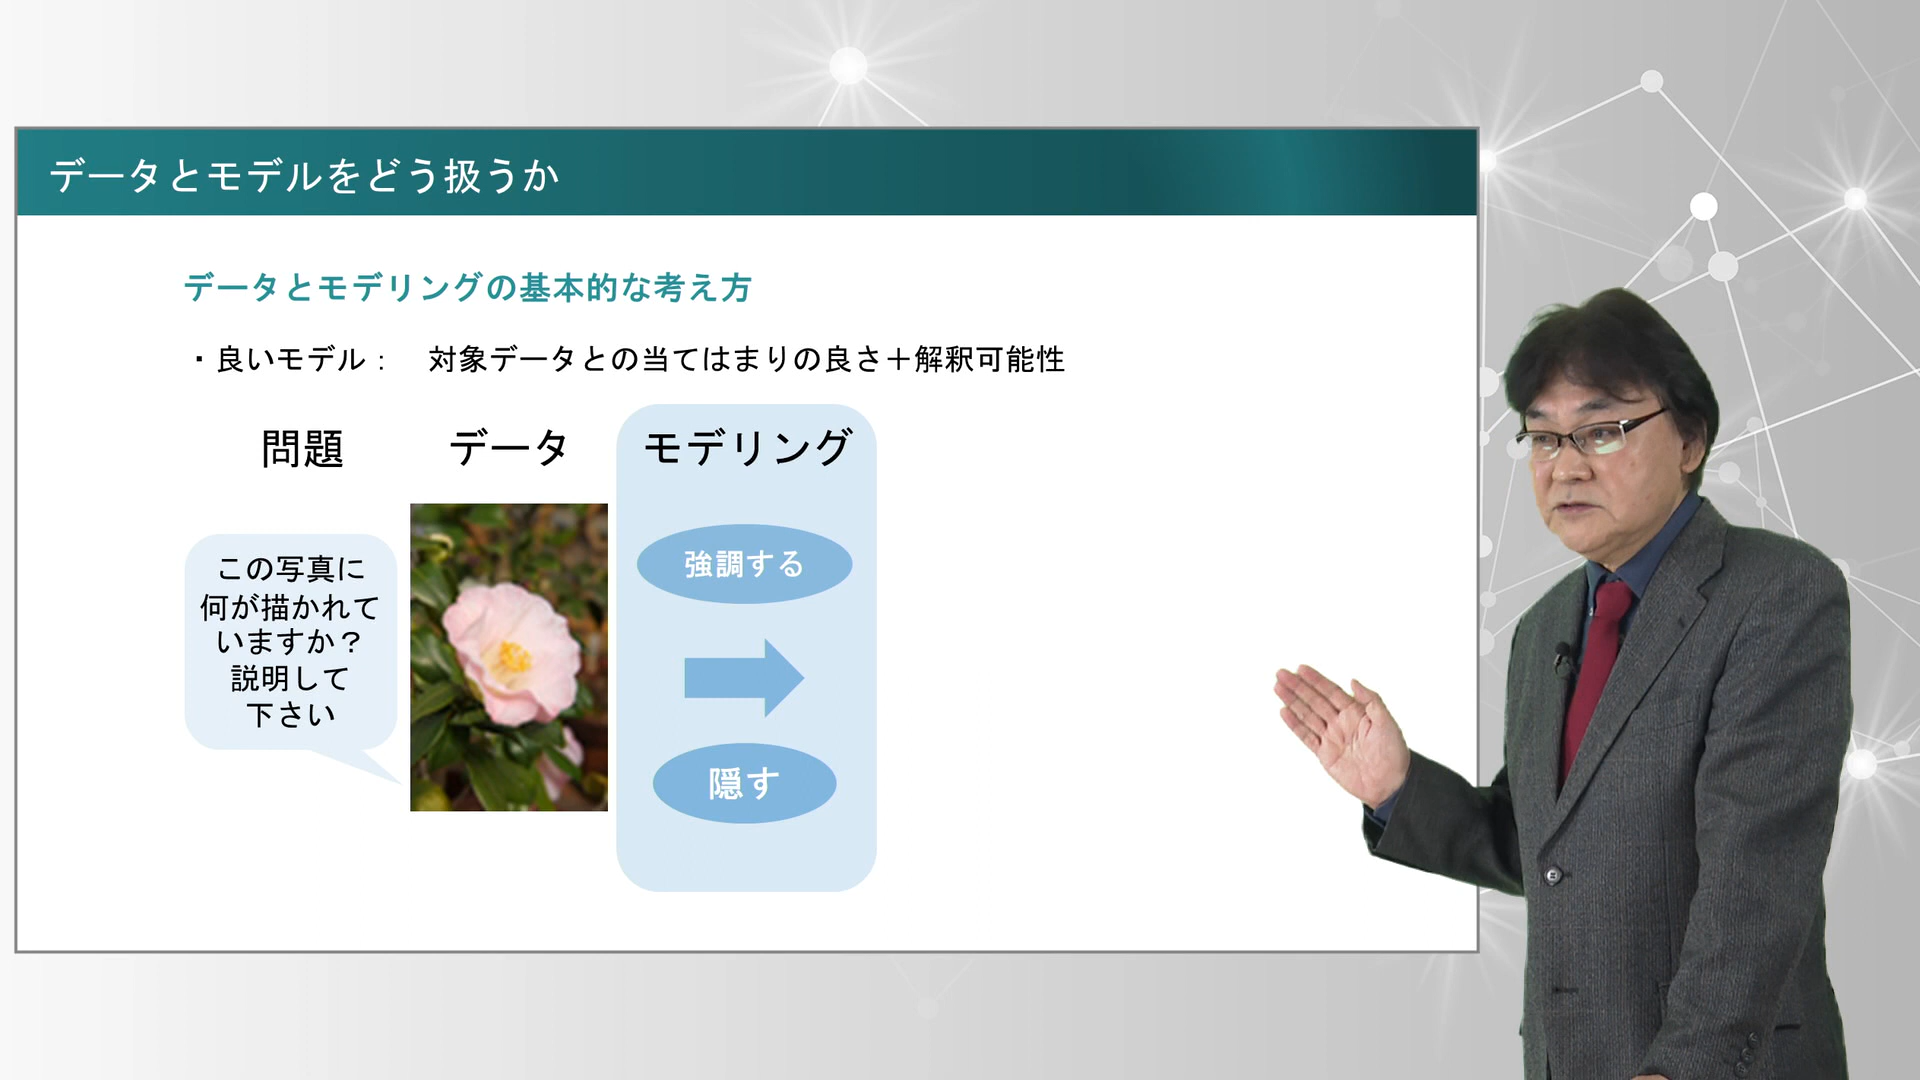 データとモデルをどう扱うか
データとモデリングの基本的な考え方
・良いモデル： 対象データとの当てはまりの良さ＋解釈可能性
問題 データ モデリング
この写真に
何が描かれて
いますか？
説明して
下さい
強調する
隠す